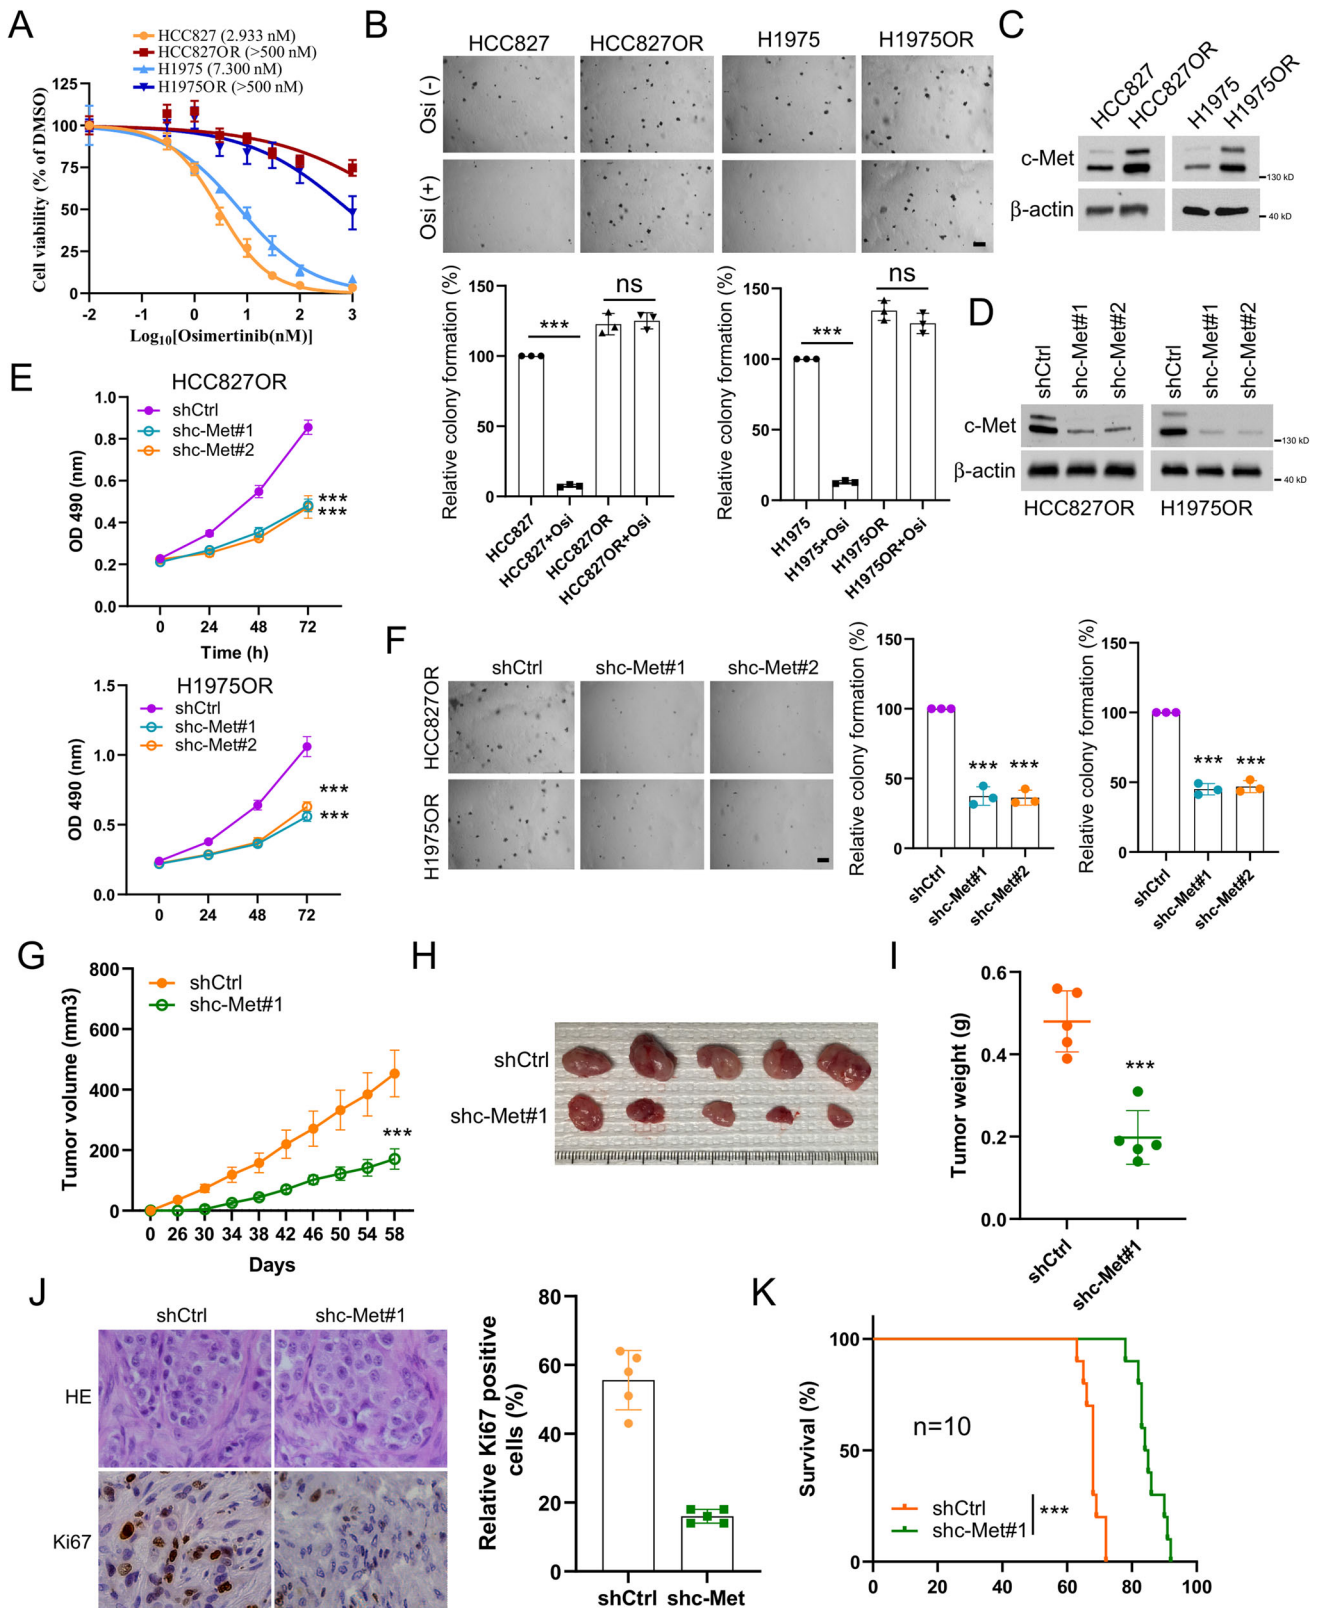 A
HCC827 (2.933 nM)
HCC827OR (>500 nM)
H1975 (7.300 nM)
H1975OR (>500 nM)
Cell viability (% of DMSO)
125
100
75
50
25
0
-2 -1 0 1 2 3
Log10[Osimertinib(nM)]
B
HCC827 HCC827OR H1975 H1975OR
Osi (-)
Osi (+)
Relative colony formation (%)
150
100
50
0
***
ns
HCC827 HCC827+Osi HCC827OR HCC827OR+Osi
Relative colony formation (%)
150
100
50
0
***
ns
H1975 H1975+Osi H1975OR H1975OR+Osi
C
HCC827 HCC827OR H1975 H1975OR
c-Met
130 kD
β-actin
40 kD
D
shCtrl shc-Met#1 shc-Met#2 shCtrl shc-Met#1 shc-Met#2
c-Met
130 kD
β-actin
40 kD
HCC827OR H1975OR
E
HCC827OR
shCtrl
shc-Met#1
shc-Met#2
OD 490 (nm)
1.0
0.8
0.6
0.4
0.2
0.0
***
***
0 24 48 72
Time (h)
H1975OR
shCtrl
shc-Met#1
shc-Met#2
OD 490 (nm)
1.5
1.0
0.5
0.0
***
***
0 24 48 72
F
shCtrl shc-Met#1 shc-Met#2
HCC827OR
H1975OR
Relative colony formation (%)
150
100
50
0
*** ***
shCtrl shc-Met#1 shc-Met#2
Relative colony formation (%)
150
100
50
0
*** ***
shCtrl shc-Met#1 shc-Met#2
G
shCtrl
shc-Met#1
Tumor volume (mm3)
800
600
400
200
0
***
0 26 30 34 38 42 46 50 54 58
Days
H
shCtrl
shc-Met#1
I
Tumor weight (g)
0.6
0.4
0.2
0.0
***
shCtrl shc-Met#1
J
shCtrl shc-Met#1
HE
Ki67
Relative Ki67 positive
cells (%)
80
60
40
20
0
shCtrl shc-Met
K
Survival (%)
100
50
0
n=10
shCtrl
shc-Met#1
***
0 20 40 60 80 100